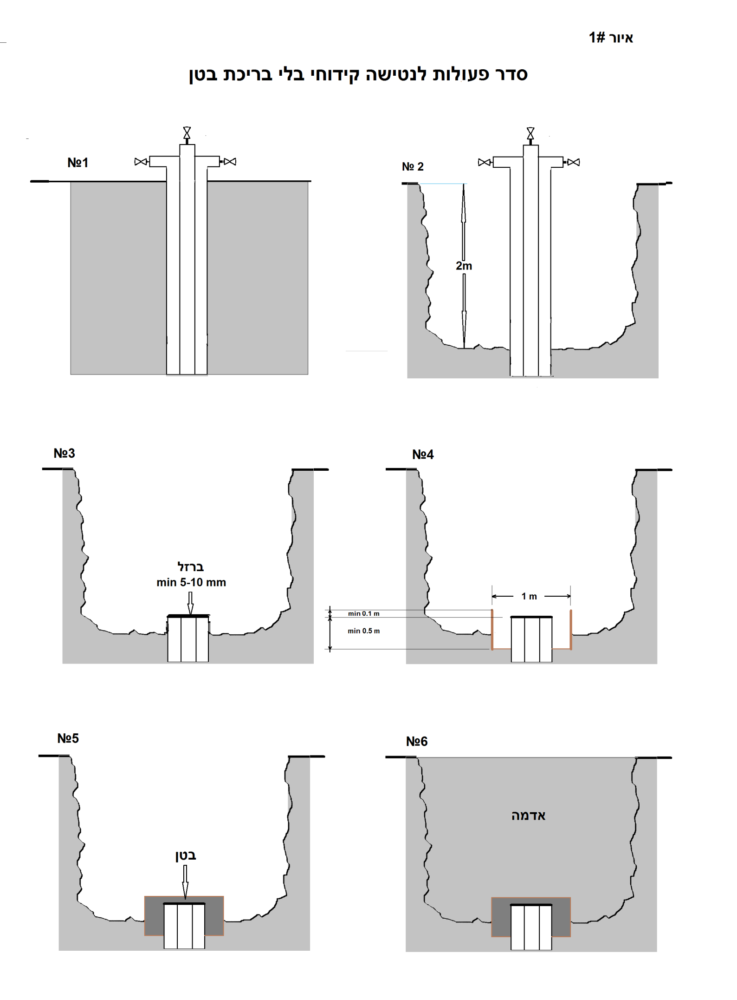 איור #1
סדר פעולות לנטישה קידוחי בלי בריכת בטן
№1
№ 2
2m
№3
ברזל
min 5-10 mm
№4
1 m
min 0.1 m
min 0.5 m
№5
בטן
№6
אדמה